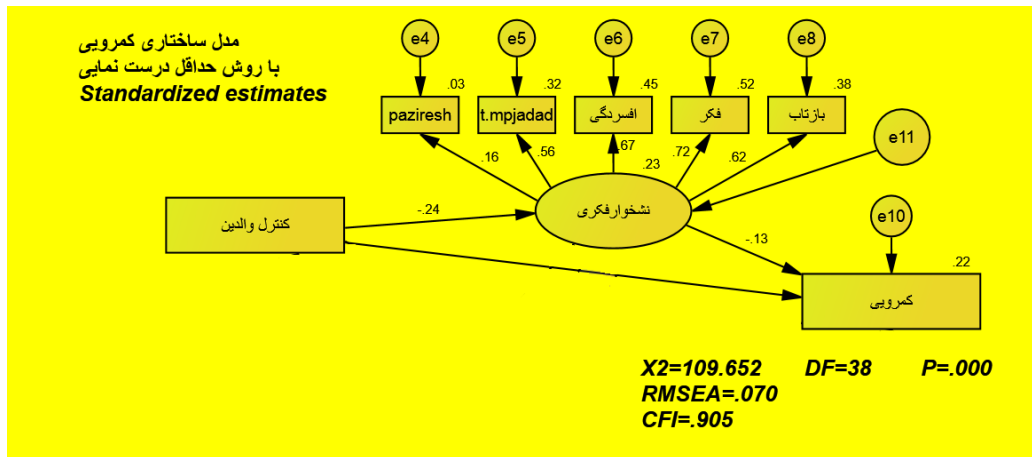 مدل ساختاری کمرویی
با روش حداقل درست نمایی
Standardized estimates
e4
e5
e6
e7
e8
.03
.32
.45
.52
.38
paziresh
t.mpjadad
افسردگی
فکر
بازتاب
e11
.16
.56
.67
.72
.62
.23
نشخوارفکری
کنترل والدین
-.24
e10
-.13
.22
کمرویی
X2=109.652 DF=38 P=.000
RMSEA=.070
CFI=.905